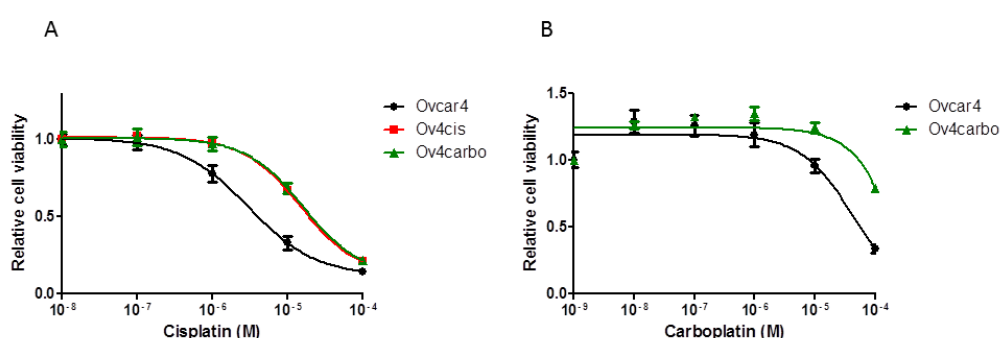 A
B
Relative cell viability
1.0
0.5
0.0
10⁻⁸
10⁻⁷
10⁻⁶
10⁻⁵
10⁻⁴
Cisplatin (M)
Ovcar4
Ov4cis
Ov4carbo
Relative cell viability
1.5
1.0
0.5
0.0
10⁻⁹
10⁻⁸
10⁻⁷
10⁻⁶
10⁻⁵
10⁻⁴
Carboplatin (M)
Ovcar4
Ov4carbo